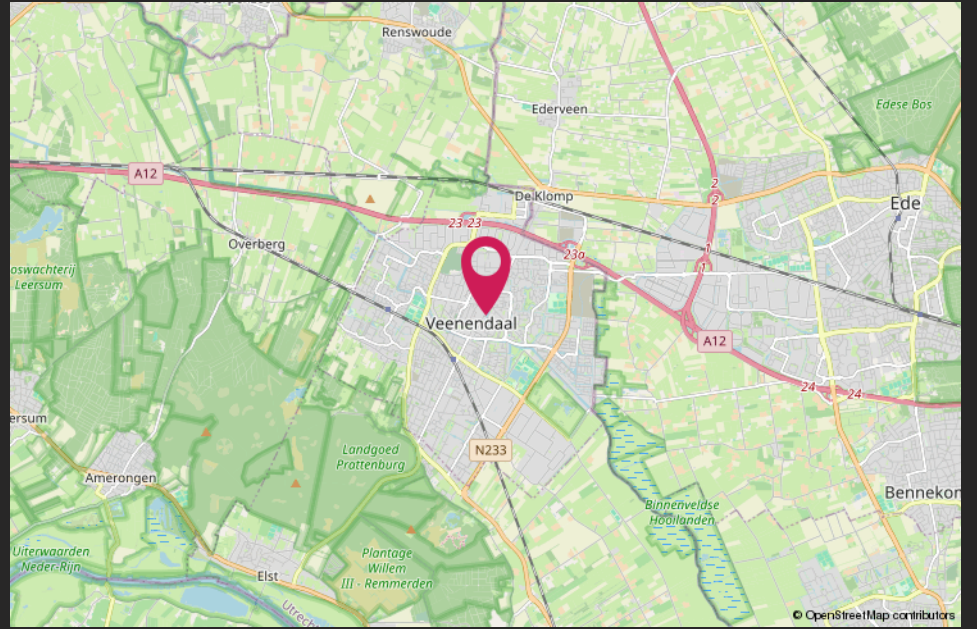 Renswoude
Ederveen
Edese Bos
A12
2
2
De Klomp
Ede
23 23
Overberg
23a
1
1
oswachterij
Leersum
Veenendaal
A12
24
24
ersum
N233
Landgoed
Prattenburg
Amerongen
Bennekom
Binnenveldse
Hooilanden
Uiterwaarden
Neder-Rijn
Plantage
Willem
III - Remmerden
Elst
Utrecht
© OpenStreetMap contributors